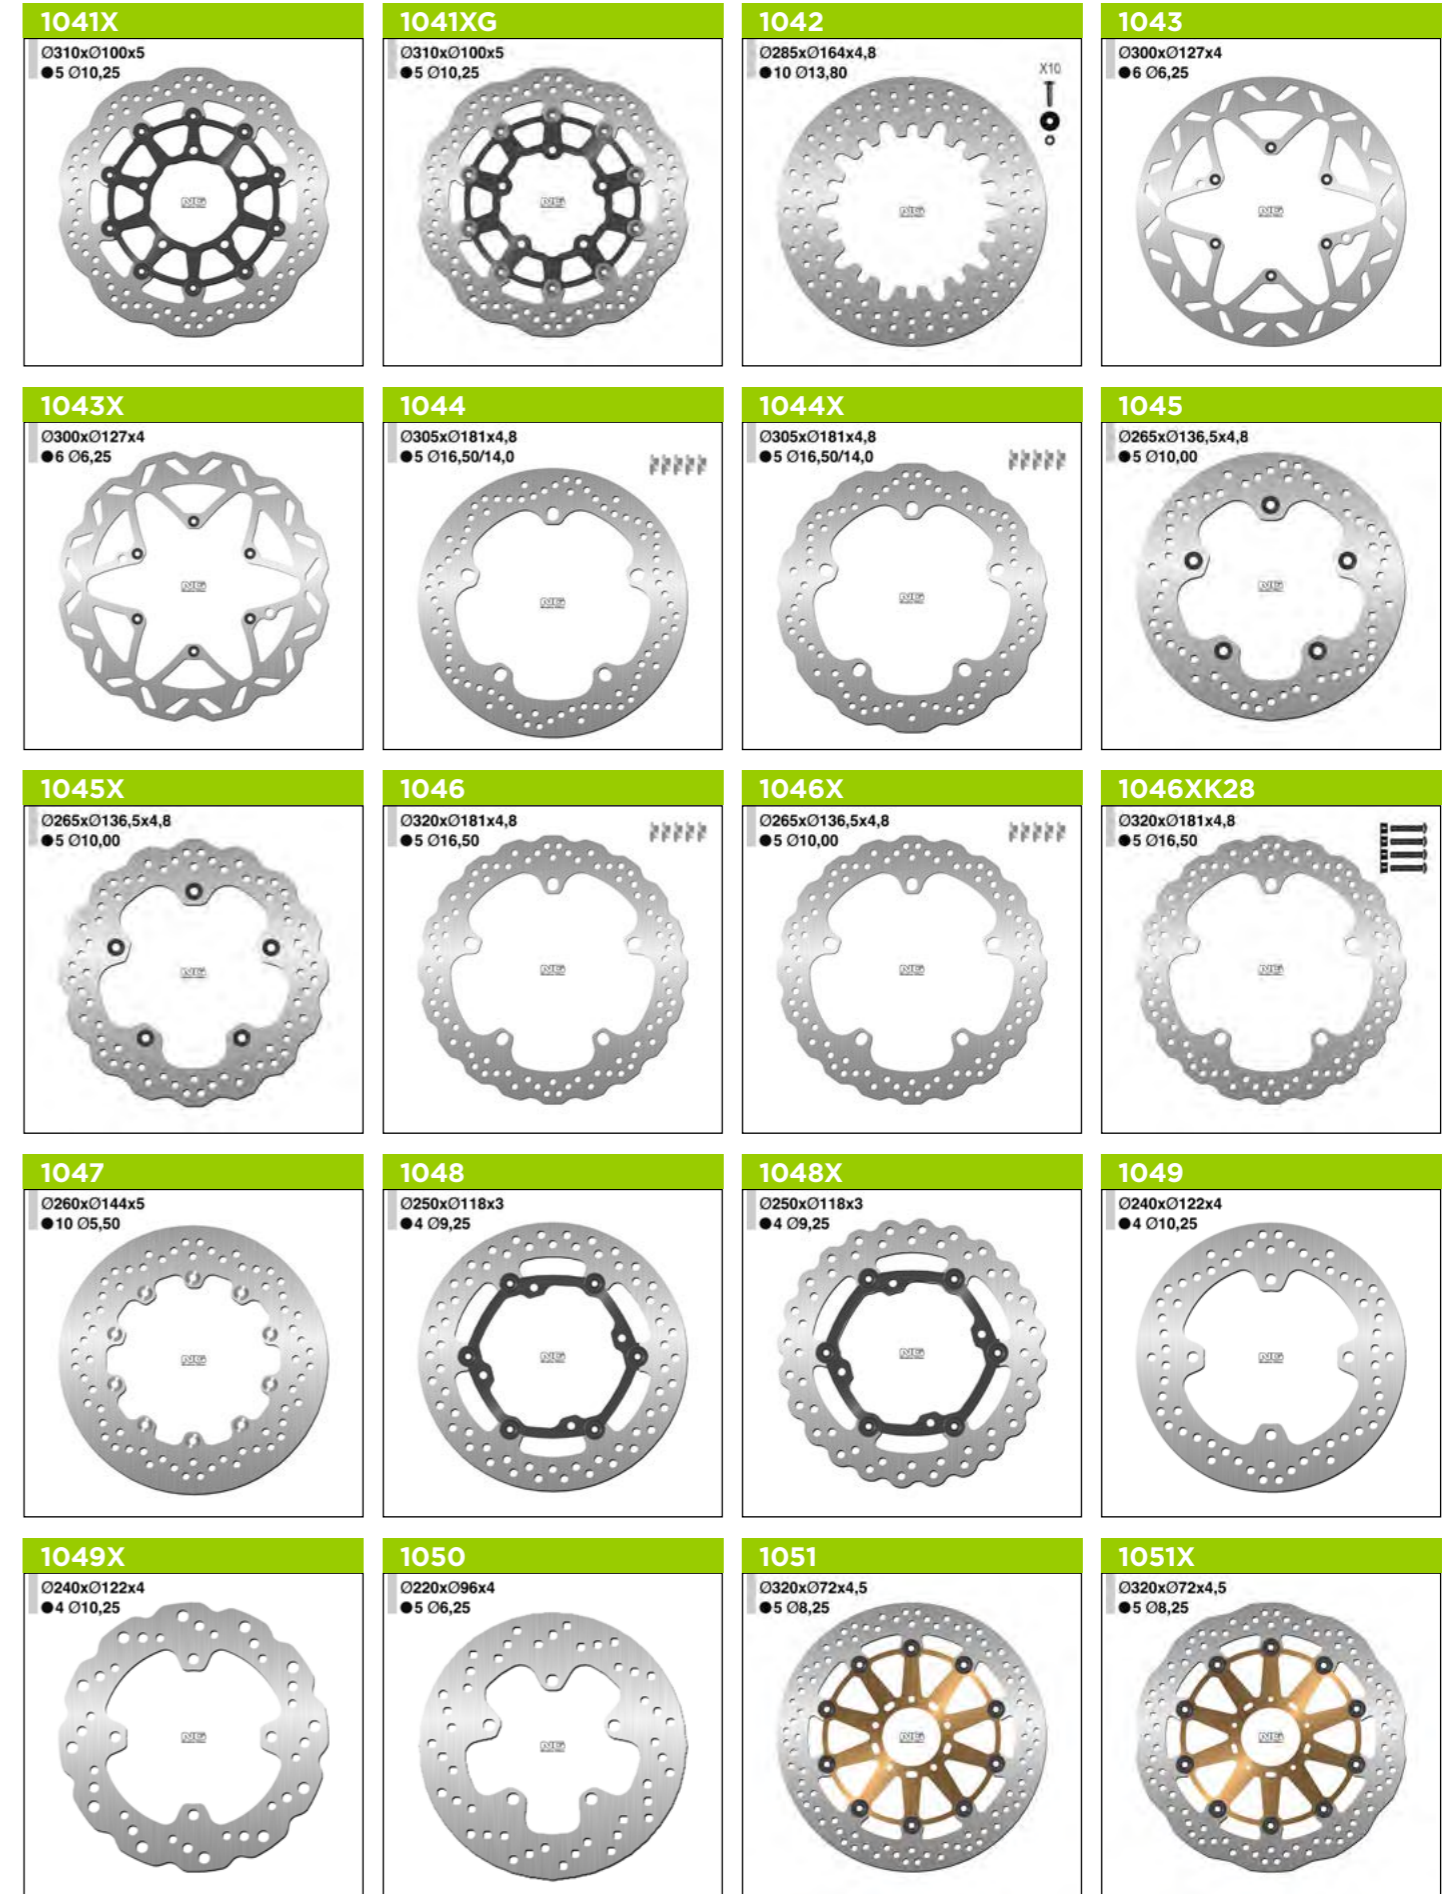 1041X
Ø310xØ100x5
●5 Ø10,25
1041XG
Ø310xØ100x5
●5 Ø10,25
1042
Ø285xØ164x4,8
●10 Ø13,80
X10
NG
1043
Ø300xØ127x4
●6 Ø6,25
1043X
Ø300xØ127x4
●6 Ø6,25
1044
Ø305xØ181x4,8
●5 Ø16,50/14,0
1044X
Ø305xØ181x4,8
●5 Ø16,50/14,0
1045
Ø265xØ136,5x4,8
●5 Ø10,00
1045X
Ø265xØ136,5x4,8
●5 Ø10,00
1046
Ø320xØ181x4,8
●5 Ø16,50
1046X
Ø265xØ136,5x4,8
●5 Ø10,00
1046XK28
Ø320xØ181x4,8
●5 Ø16,50
1047
Ø260xØ144x5
●10 Ø5,50
1048
Ø250xØ118x3
●4 Ø9,25
1048X
Ø250xØ118x3
●4 Ø9,25
1049
Ø240xØ122x4
●4 Ø10,25
1049X
Ø240xØ122x4
●4 Ø10,25
1050
Ø220xØ96x4
●5 Ø6,25
1051
Ø320xØ72x4,5
●5 Ø8,25
1051X
Ø320xØ72x4,5
●5 Ø8,25